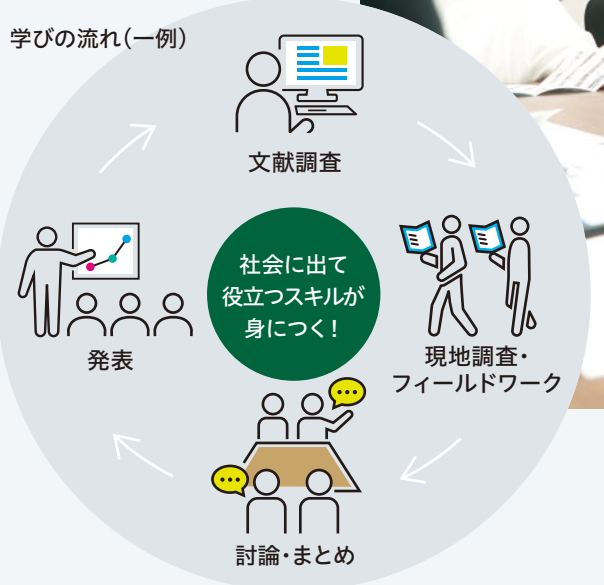 学びの流れ(一例)
文献調査
社会に出て
役立つスキルが
身につく!
発表
現地調査・
フィールドワーク
討論・まとめ